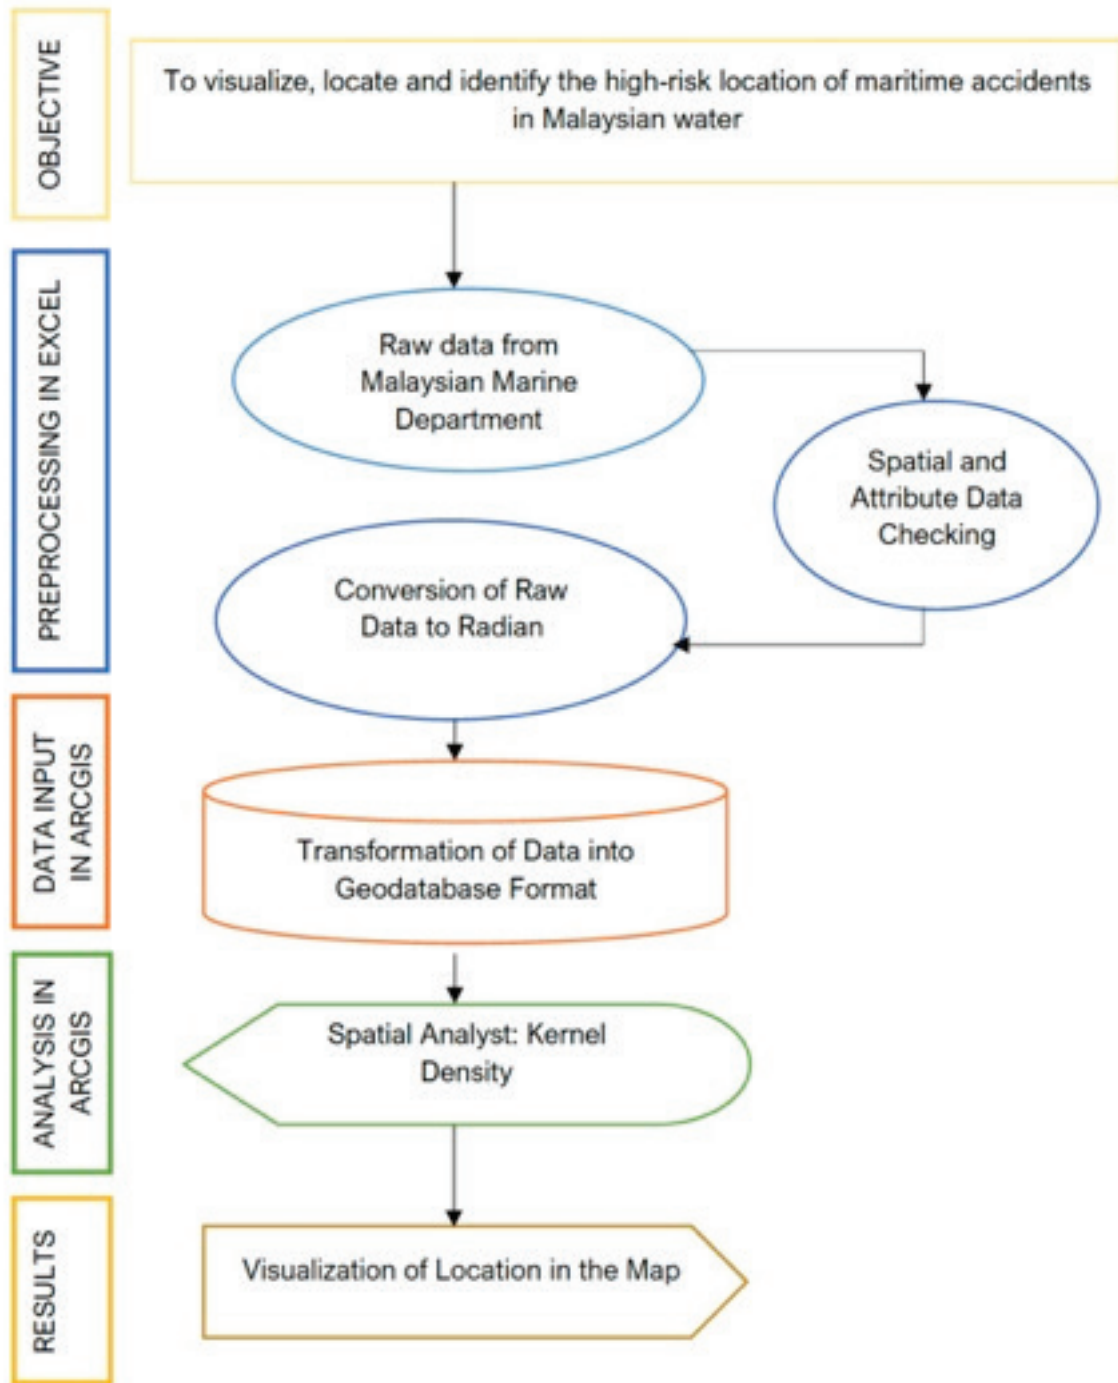 OBJECTIVE
To visualize, locate and identify the high-risk location of maritime accidents
in Malaysian water
PREPROCESSING IN EXCEL
Raw data from
Malaysian Marine
Department
Spatial and
Attribute Data
Checking
Conversion of Raw
Data to Radian
DATA INPUT
IN ARCGIS
Transformation of Data into
Geodatabase Format
ANALYSIS IN
ARCGIS
Spatial Analyst: Kernel
Density
RESULTS
Visualization of Location in the Map